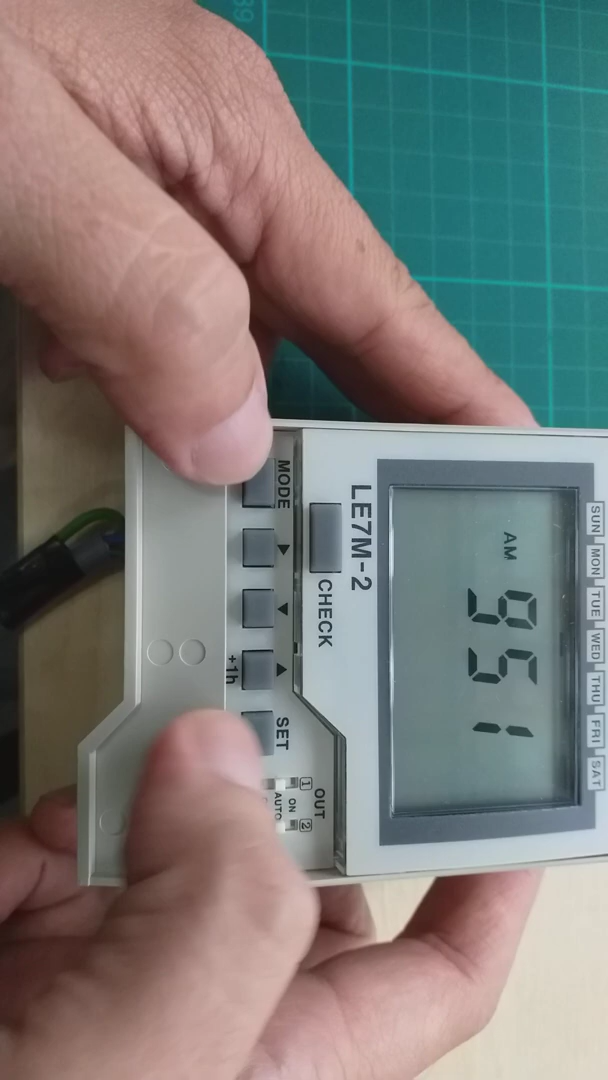 SUN MON TUE WED THU FRI SAT
AM 9 51
LE7M-2
CHECK
MODE ▶ ▼ ▲ SET
+1h
OUT
1 2
ON
AUTO